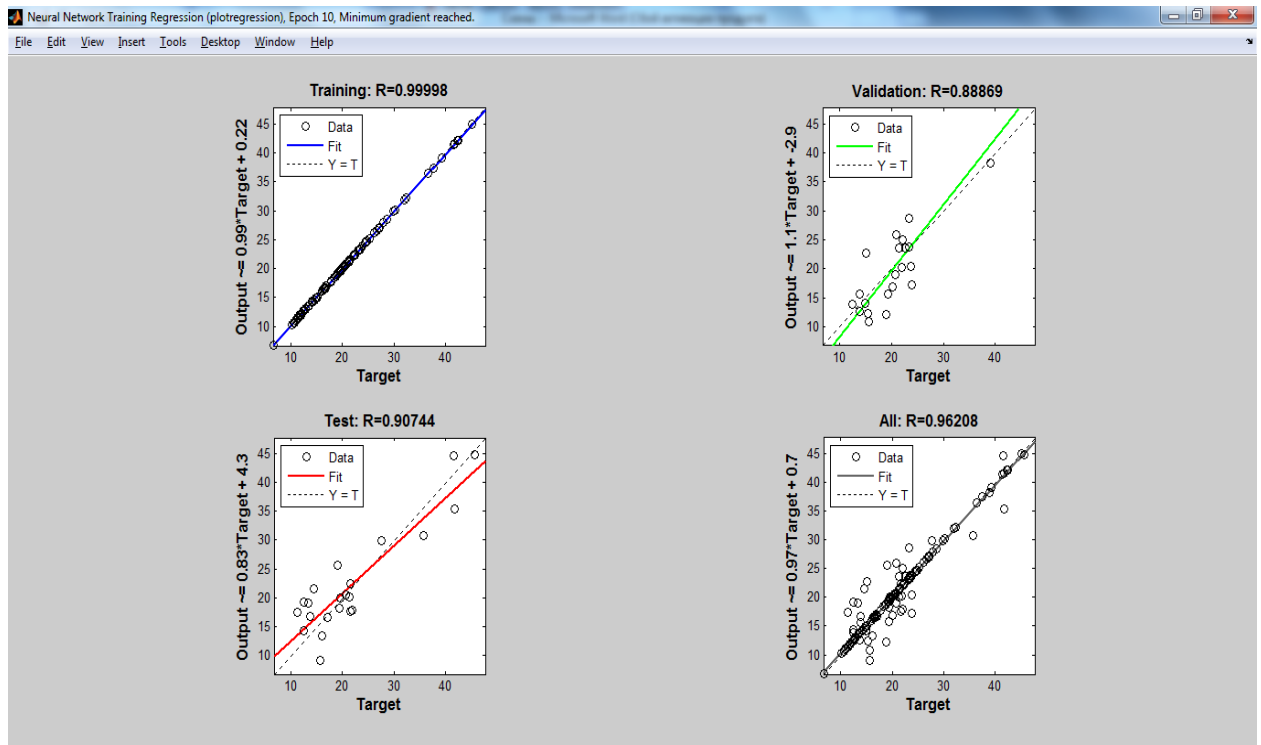 Neural Network Training Regression (plotregression), Epoch 10, Minimum gradient reached.
File Edit View Insert Tools Desktop Window Help
Training: R=0.99998
Output ~= 0.99*Target + 0.22
Data
Fit
Y = T
45
40
35
30
25
20
15
10
10 20 30 40
Target
Validation: R=0.88869
Output ~= 1.1*Target + -2.9
Data
Fit
Y = T
45
40
35
30
25
20
15
10
10 20 30 40
Target
Test: R=0.90744
Output ~= 0.83*Target + 4.3
Data
Fit
Y = T
45
40
35
30
25
20
15
10
10 20 30 40
Target
All: R=0.96208
Output ~= 0.97*Target + 0.7
Data
Fit
Y = T
45
40
35
30
25
20
15
10
10 20 30 40
Target